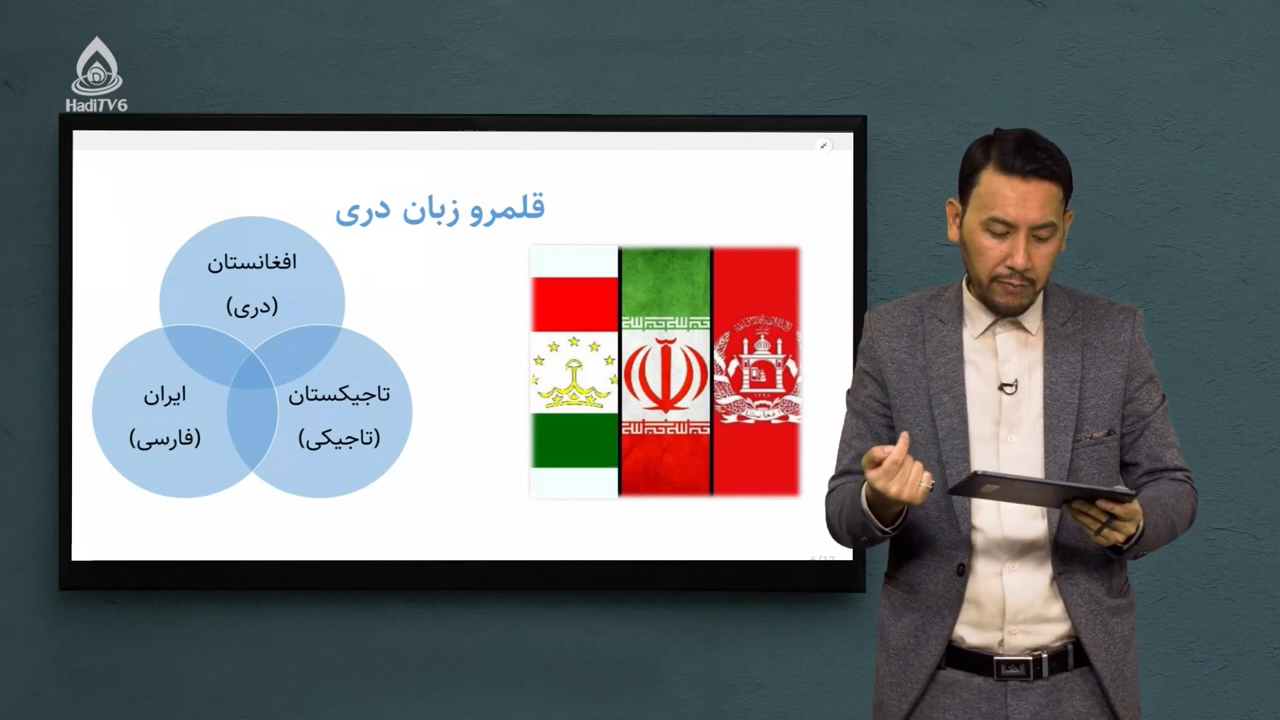 HadiTV6
قلمرو زبان دری
افغانستان
(دری)
ایران
(فارسی)
تاجیکستان
(تاجیکی)